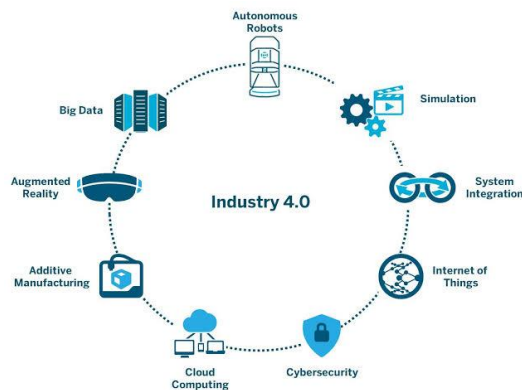 Autonomous
Robots
Simulation
System
Integration
Internet of
Things
Cybersecurity
Cloud
Computing
Additive
Manufacturing
Augmented
Reality
Big Data
Industry 4.0